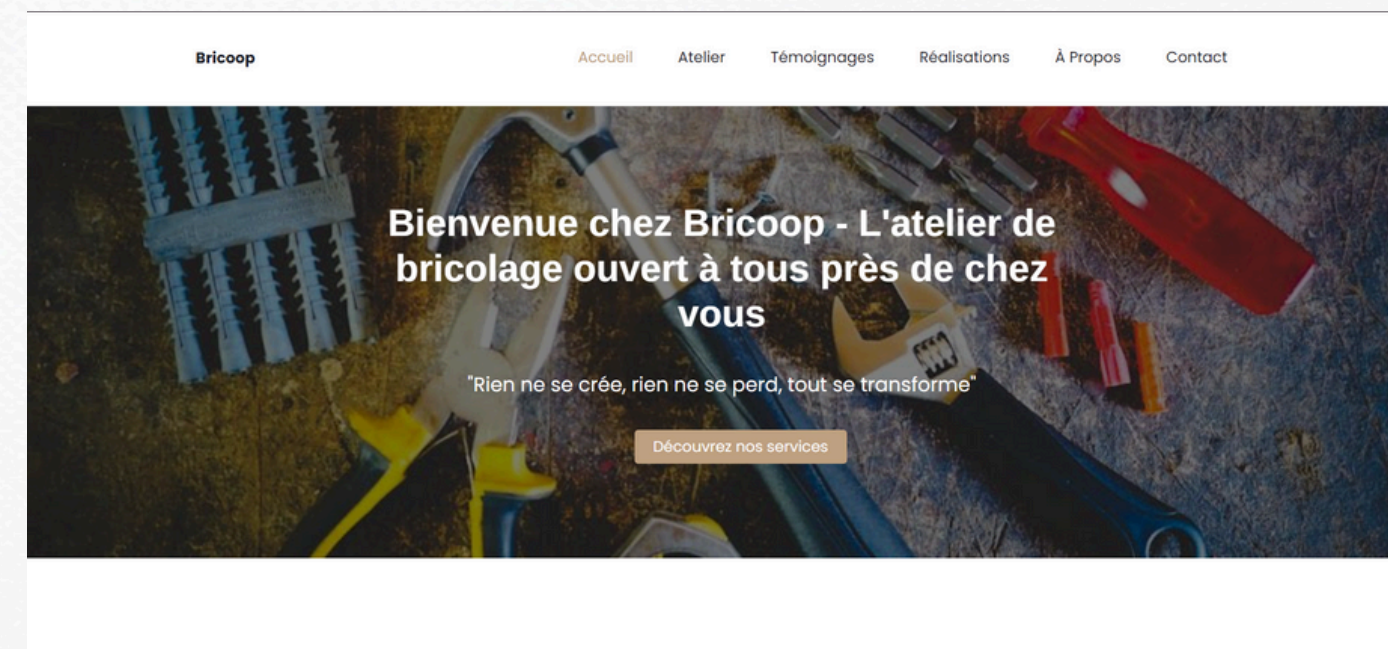 Bricoop
Accueil Atelier Témoignages Réalisations À Propos Contact
Bienvenue chez Bricoop - L'atelier de
bricolage ouvert à tous près de chez
vous
"Rien ne se crée, rien ne se perd, tout se transforme"
Découvrez nos services